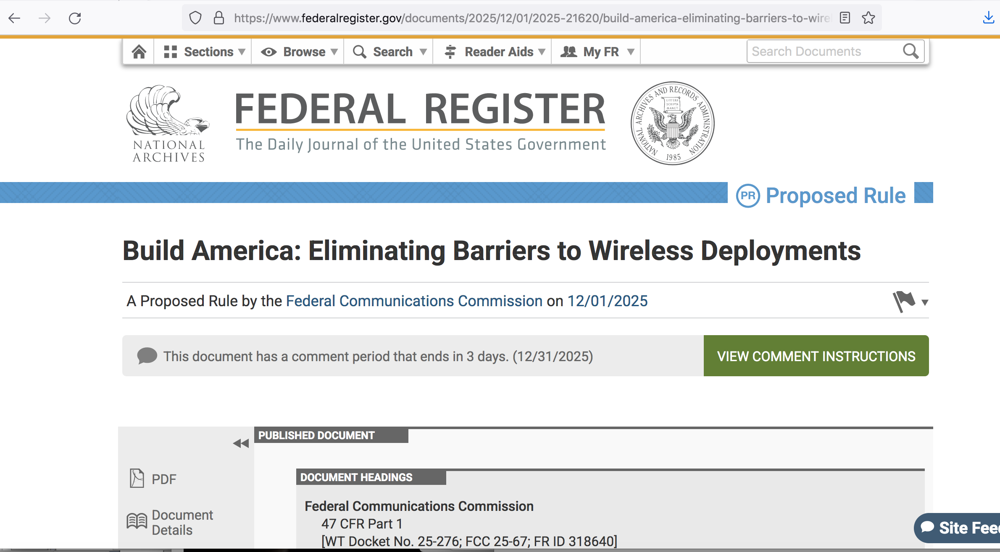 https://www.federalregister.gov/documents/2025/12/01/2025-21620/build-america-eliminating-barriers-to-wire
Sections Browse Search Reader Aids My FR Search Documents
NATIONAL
ARCHIVES
FEDERAL REGISTER
The Daily Journal of the United States Government
NATIONAL ARCHIVES AND RECORDS ADMINISTRATION
LITTERA
SCRIPTA
MANET
1985
PR Proposed Rule
Build America: Eliminating Barriers to Wireless Deployments
A Proposed Rule by the Federal Communications Commission on 12/01/2025
This document has a comment period that ends in 3 days. (12/31/2025)
VIEW COMMENT INSTRUCTIONS
PUBLISHED DOCUMENT
PDF
Document
Details
DOCUMENT HEADINGS
Federal Communications Commission
47 CFR Part 1
[WT Docket No. 25-276; FCC 25-67; FR ID 318640]
Site Fee